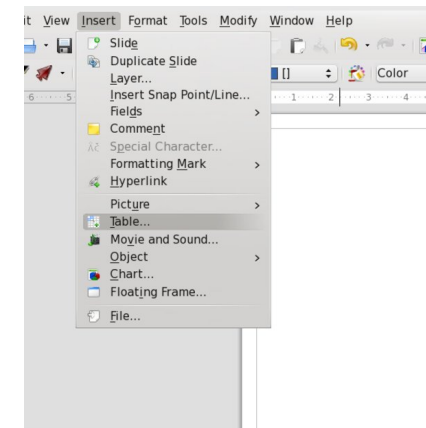 it View Insert Format Tools Modify Window Help
[] Color
6 5 1 2 3 4
Slide
Duplicate Slide
Layer...
Insert Snap Point/Line...
Fields >
Comment
Special Character...
Formatting Mark >
Hyperlink
Picture >
Table...
Movie and Sound...
Object >
Chart...
Floating Frame...
File...